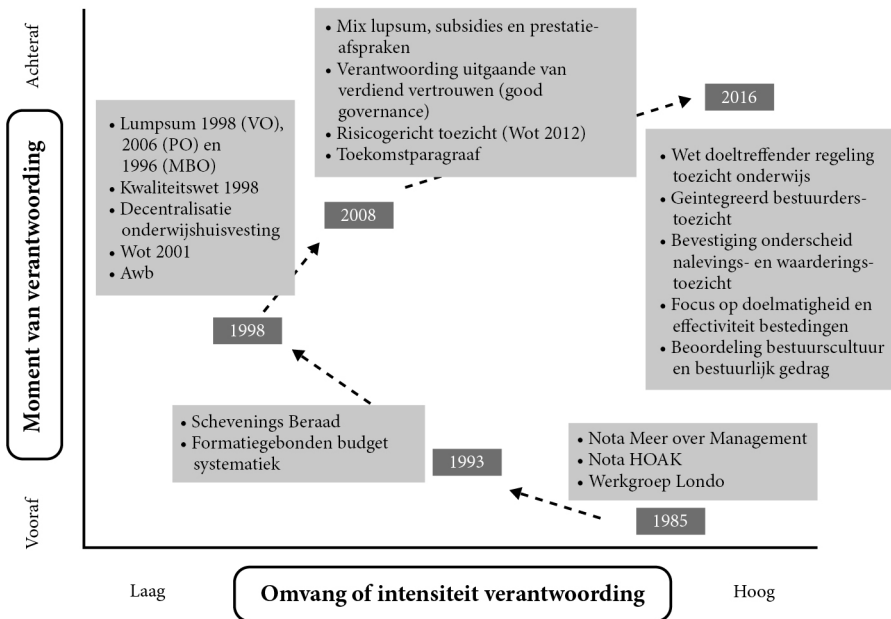 Achteraf
Moment van verantwoording
Vooraf
• Mix lupsum, subsidies en prestatie-
afspraken
• Verantwoording uitgaande van
verdiend vertrouwen (good
governance)
• Risicogericht toezicht (Wot 2012)
• Toekomstparagraaf
2016
• Lumpsum 1998 (VO),
2006 (PO) en
1996 (MBO)
• Kwaliteitswet 1998
• Decentralisatie
onderwijshuisvesting
• Wot 2001
• Awb
2008
• Wet doeltreffender regeling
toezicht onderwijs
• Geintegreerd bestuurders-
toezicht
• Bevestiging onderscheid
nalevings- en waarderings-
toezicht
• Focus op doelmatigheid en
effectiviteit bestedingen
• Beoordeling bestuurscultuur
en bestuurlijk gedrag
1998
• Schevenings Beraad
• Formatiegebonden budget
systematiek
1993
• Nota Meer over Management
• Nota HOAK
• Werkgroep Londo
1985
Laag
Omvang of intensiteit verantwoording
Hoog